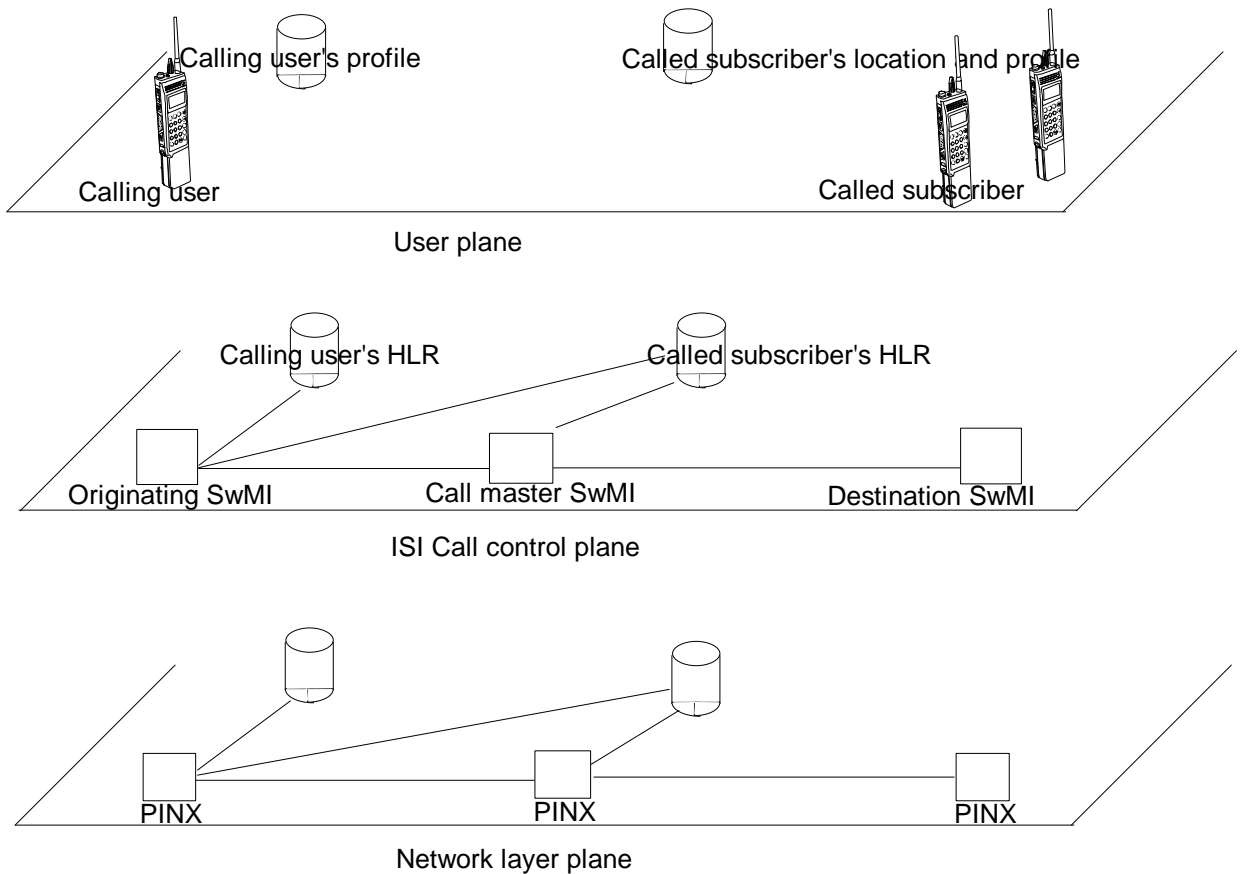 Calling user's profile
Called subscriber's location and profile
Calling user
Called subscriber
User plane
Calling user's HLR
Called subscriber's HLR
Originating SwMI
Call master SwMI
Destination SwMI
ISI Call control plane
PINX
PINX
PINX
Network layer plane